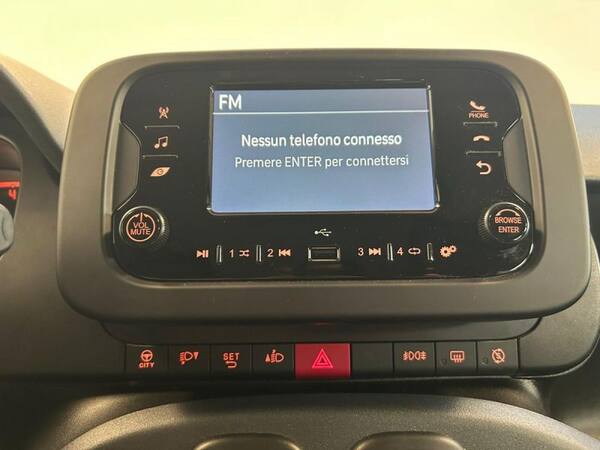 FM
Nessun telefono connesso
Premere ENTER per connettersi
PHONE
VOL
MUTE
BROWSE
ENTER
1
2
3
4
CITY
SET